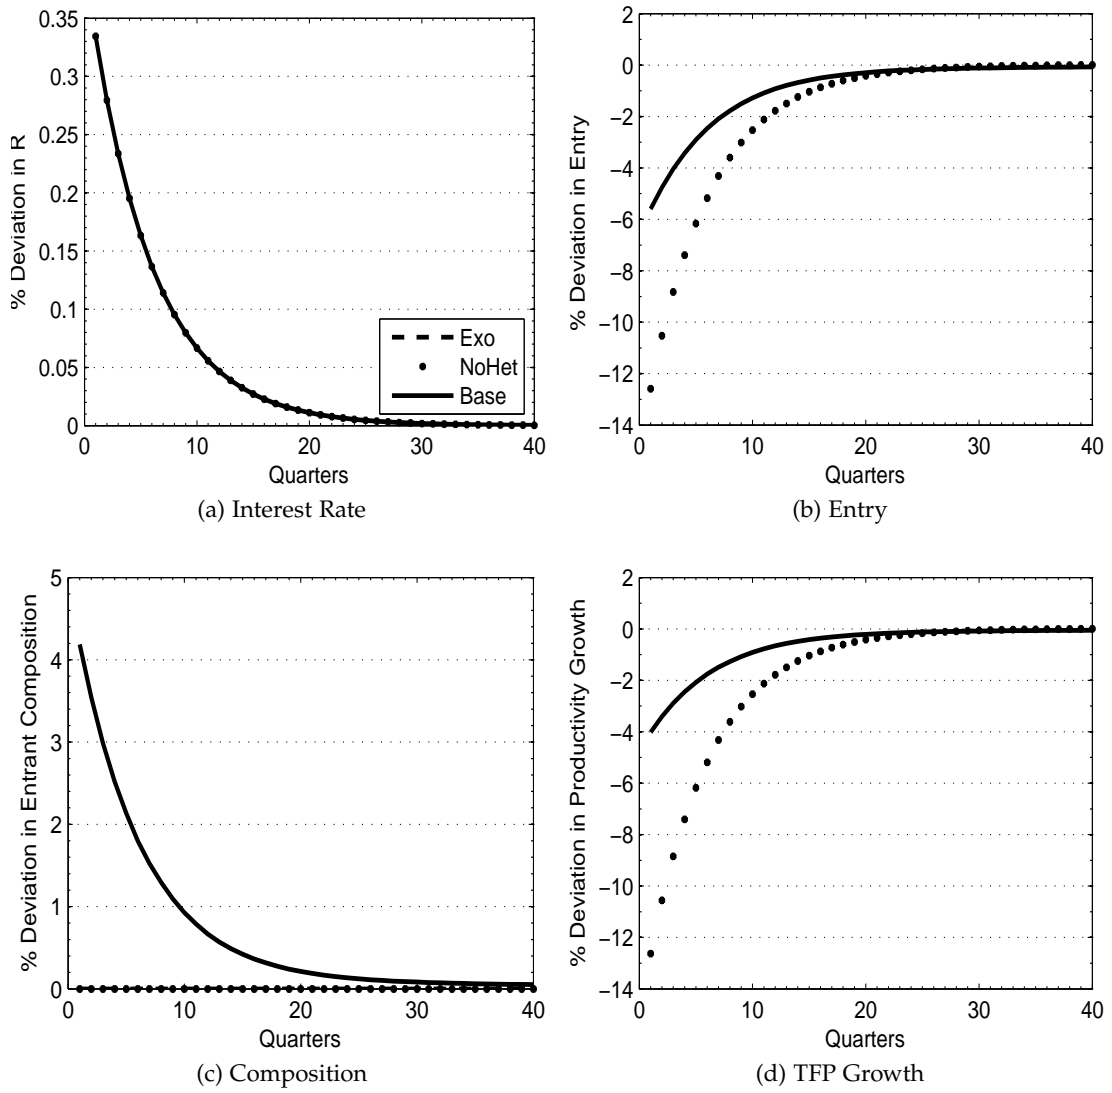 0.35
0.3
0.25
0.2
0.15
0.1
0.05
0
% Deviation in R
Exo
NoHet
Base
0 10 20 30 40
Quarters
(a) Interest Rate
2
0
−2
−4
−6
−8
−10
−12
−14
% Deviation in Entry
0 10 20 30 40
Quarters
(b) Entry
5
4
3
2
1
0
% Deviation in Entrant Composition
0 10 20 30 40
Quarters
(c) Composition
2
0
−2
−4
−6
−8
−10
−12
−14
% Deviation in Productivity Growth
0 10 20 30 40
Quarters
(d) TFP Growth